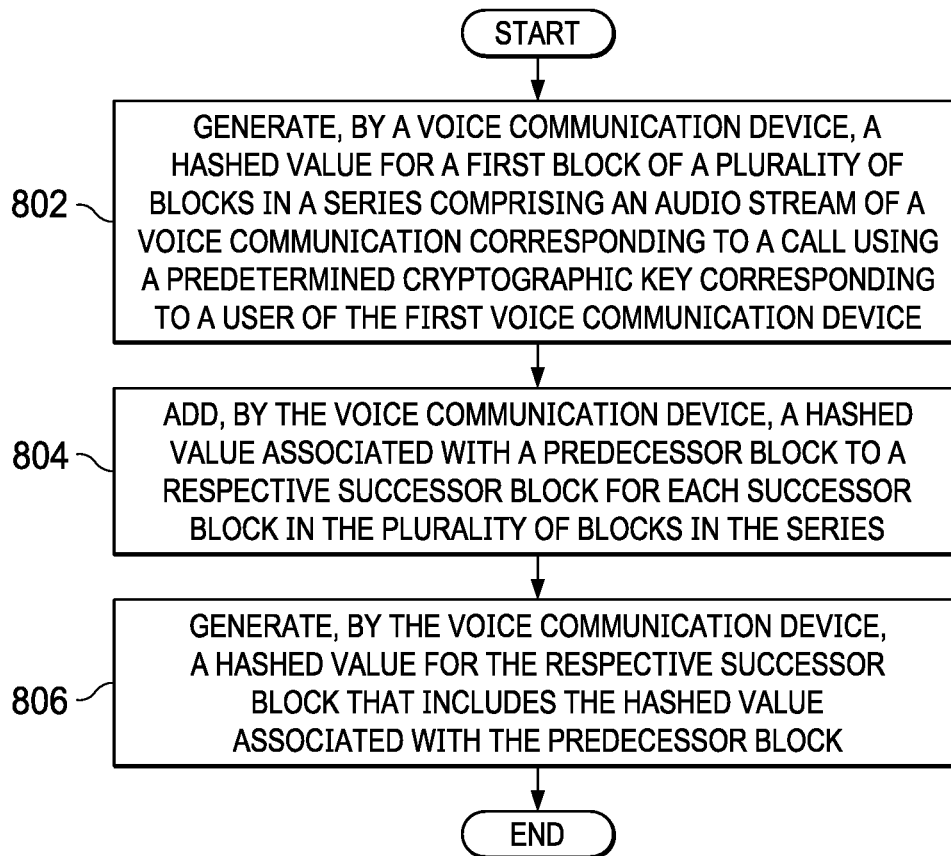 START
GENERATE, BY A VOICE COMMUNICATION DEVICE, A
HASHED VALUE FOR A FIRST BLOCK OF A PLURALITY OF
BLOCKS IN A SERIES COMPRISING AN AUDIO STREAM OF A
VOICE COMMUNICATION CORRESPONDING TO A CALL USING
A PREDETERMINED CRYPTOGRAPHIC KEY CORRESPONDING
TO A USER OF THE FIRST VOICE COMMUNICATION DEVICE
802
ADD, BY THE VOICE COMMUNICATION DEVICE, A HASHED
VALUE ASSOCIATED WITH A PREDECESSOR BLOCK TO A
RESPECTIVE SUCCESSOR BLOCK FOR EACH SUCCESSOR
BLOCK IN THE PLURALITY OF BLOCKS IN THE SERIES
804
GENERATE, BY THE VOICE COMMUNICATION DEVICE,
A HASHED VALUE FOR THE RESPECTIVE SUCCESSOR
BLOCK THAT INCLUDES THE HASHED VALUE
ASSOCIATED WITH THE PREDECESSOR BLOCK
806
END